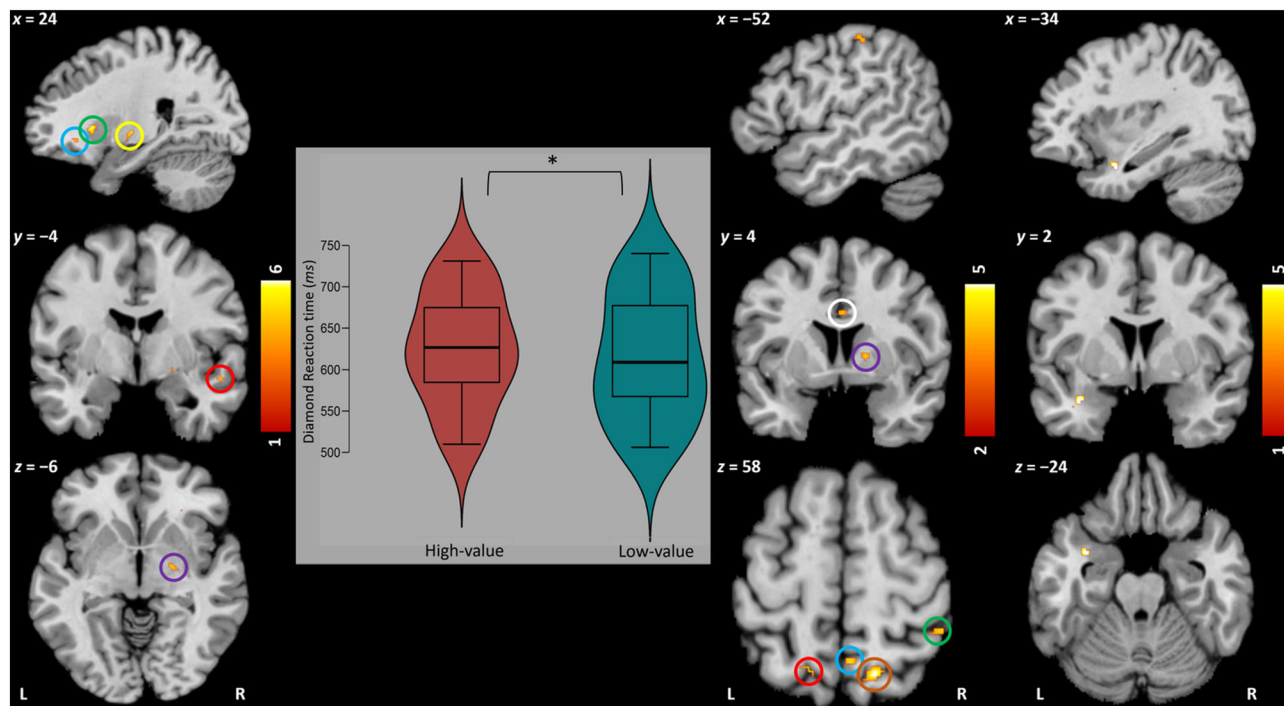 x = 24
y = −4
6
1
z = −6
L
R
*
Diamond Reaction time (ms)
750
700
650
600
550
500
High-value
Low-value
x = −52
y = 4
5
2
z = 58
L
R
x = −34
y = 2
5
1
z = −24
L
R